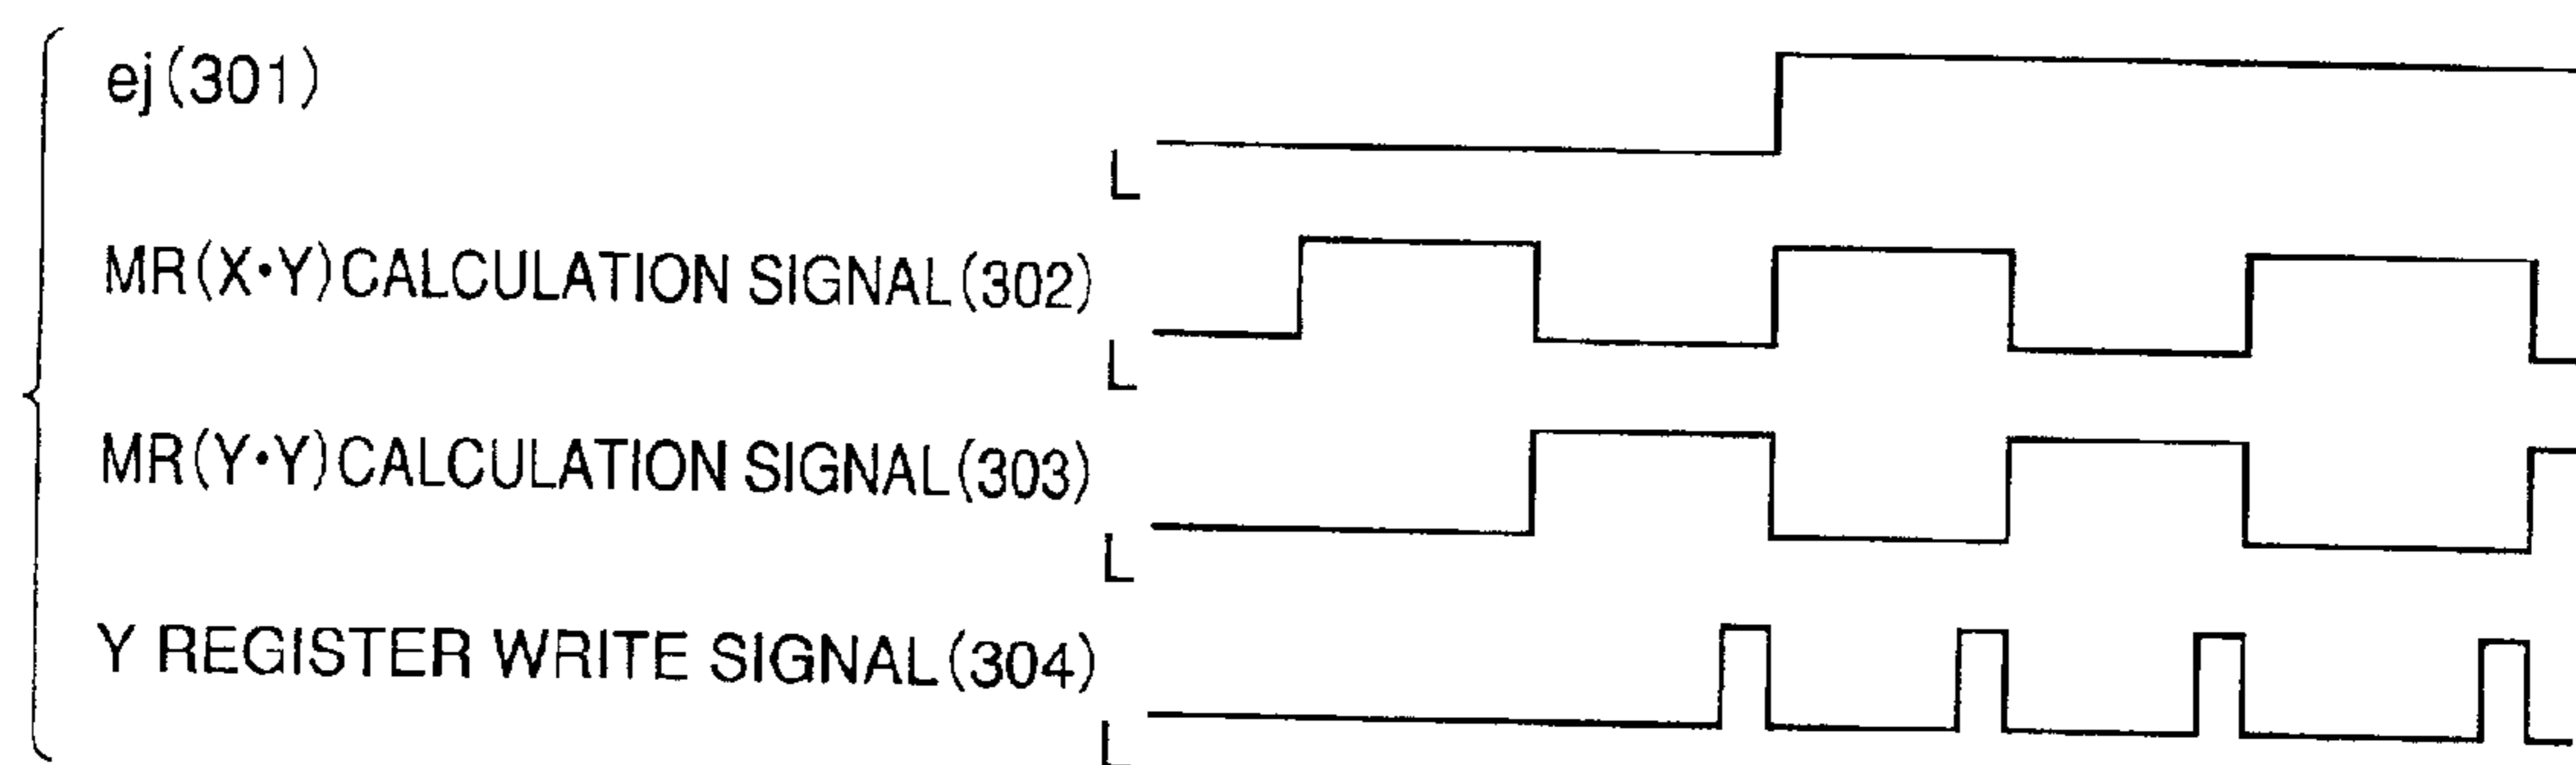 ej(301)
L
MR(X·Y)CALCULATION SIGNAL(302)
L
MR(Y·Y)CALCULATION SIGNAL(303)
L
Y REGISTER WRITE SIGNAL(304)
L